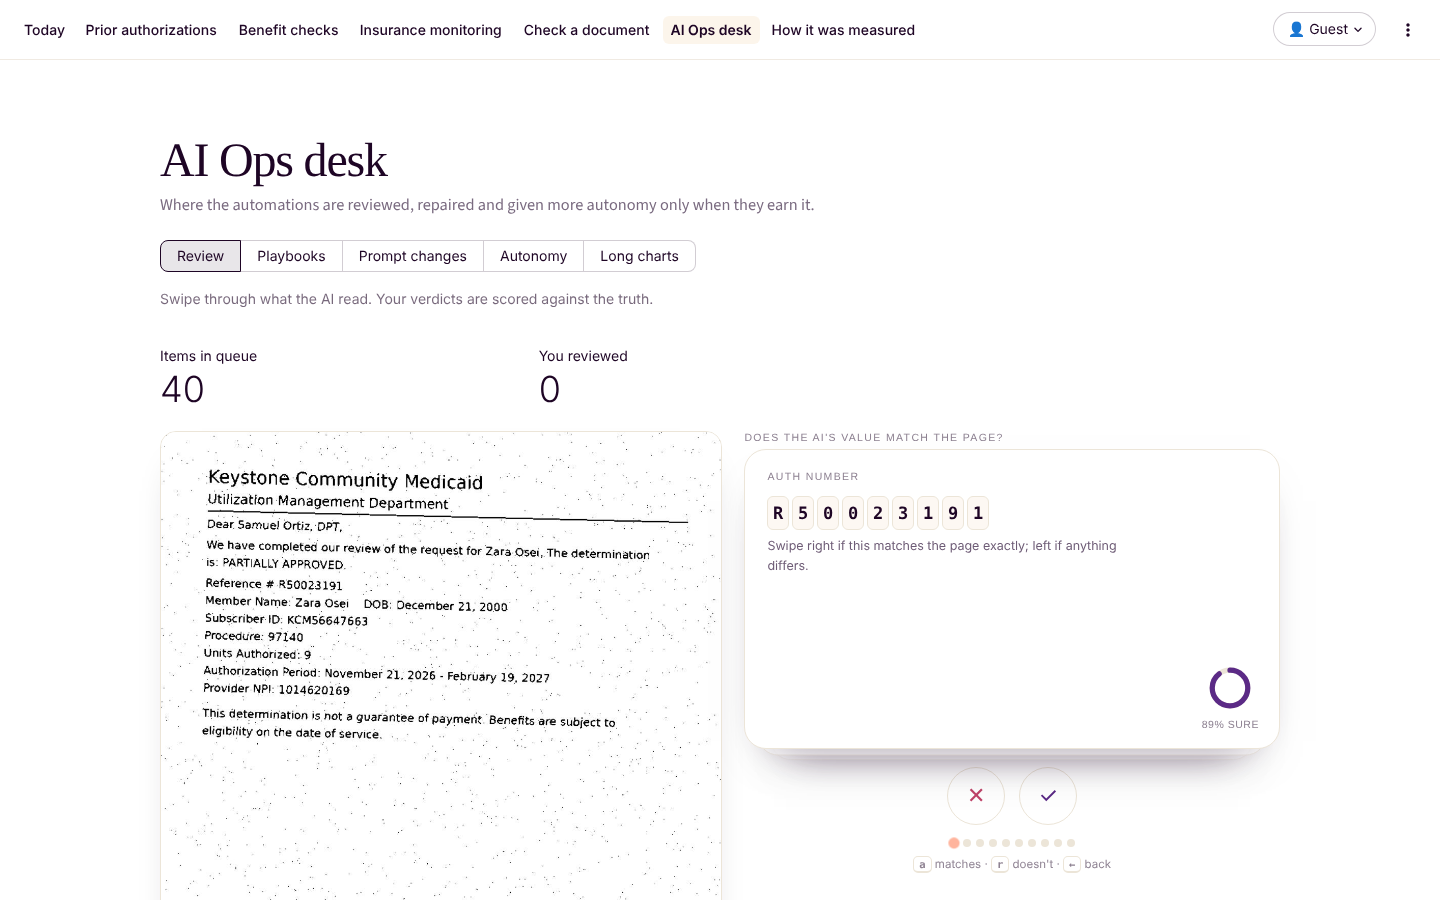 Today Prior authorizations Benefit checks Insurance monitoring Check a document AI Ops desk How it was measured Guest
AI Ops desk
Where the automations are reviewed, repaired and given more autonomy only when they earn it.
Review Playbooks Prompt changes Autonomy Long charts
Swipe through what the AI read. Your verdicts are scored against the truth.
Items in queue
40
You reviewed
0
Keystone Community Medicaid
Utilization Management Department
Dear Samuel Ortiz, DPT,
We have completed our review of the request for Zara Osei, The determination
is: PARTIALLY APPROVED.
Reference # R50023191
Member Name: Zara Osei DOB: December 21, 2000
Subscriber ID: KCM56647663
Procedure: 97140
Units Authorized: 9
Authorization Period: November 21, 2026 - February 19, 2027
Provider NPI: 1014620169
This determination is not a guarantee of payment. Benefits are subject to
eligibility on the date of service.
DOES THE AI'S VALUE MATCH THE PAGE?
AUTH NUMBER
R 5 0 0 2 3 1 9 1
Swipe right if this matches the page exactly; left if anything
differs.
89% SURE
a matches · r doesn't · ← back